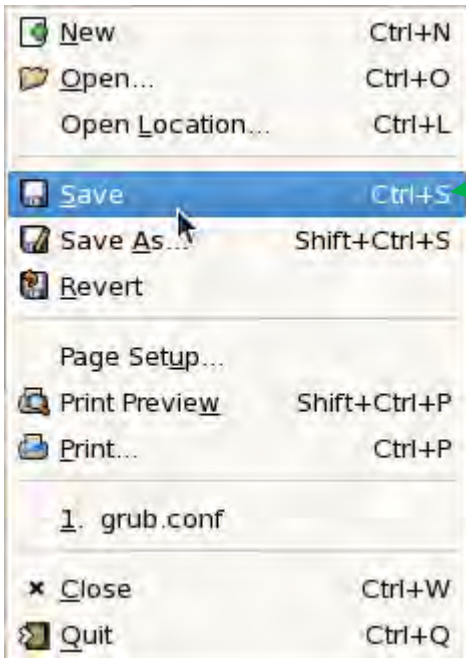 New Ctrl+N
Open... Ctrl+O
Open Location... Ctrl+L
Save Ctrl+S
Save As... Shift+Ctrl+S
Revert
Page Setup...
Print Preview Shift+Ctrl+P
Print... Ctrl+P
1. grub.conf
Close Ctrl+W
Quit Ctrl+Q